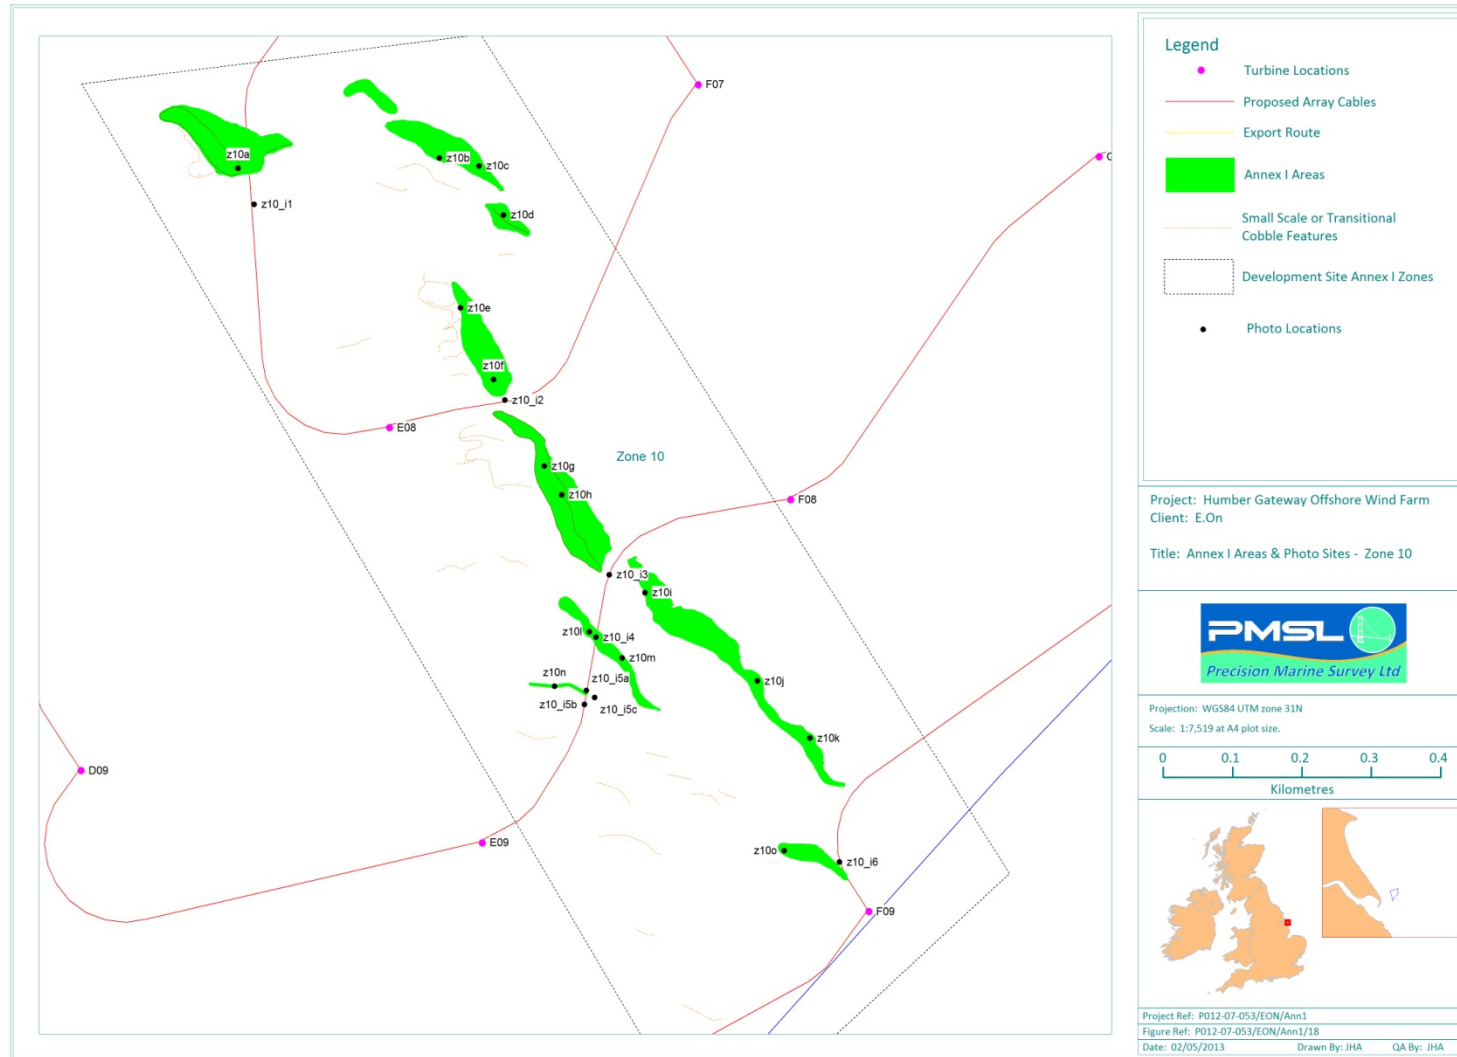 F07
G
z10a
z10b
z10c
z10_i1
z10d
z10e
z10f
z10_i2
E08
Zone 10
z10g
z10h
F08
z10_i3
z10i
z10l
z10_i4
z10m
z10n
z10_i5a
z10j
z10_i5b
z10_i5c
z10k
D09
E09
z10o
z10_i6
F09
Legend
Turbine Locations
Proposed Array Cables
Export Route
Annex I Areas
Small Scale or Transitional
Cobble Features
Development Site Annex I Zones
Photo Locations
Project: Humber Gateway Offshore Wind Farm
Client: E.On
Title: Annex I Areas & Photo Sites - Zone 10
PMSL
Precision Marine Survey Ltd
Projection: WGS84 UTM zone 31N
Scale: 1:7,519 at A4 plot size.
0 0.1 0.2 0.3 0.4
Kilometres
Project Ref: P012-07-053/EON/Ann1
Figure Ref: P012-07-053/EON/Ann1/18
Date: 02/05/2013 Drawn By: JHA QA By: JHA